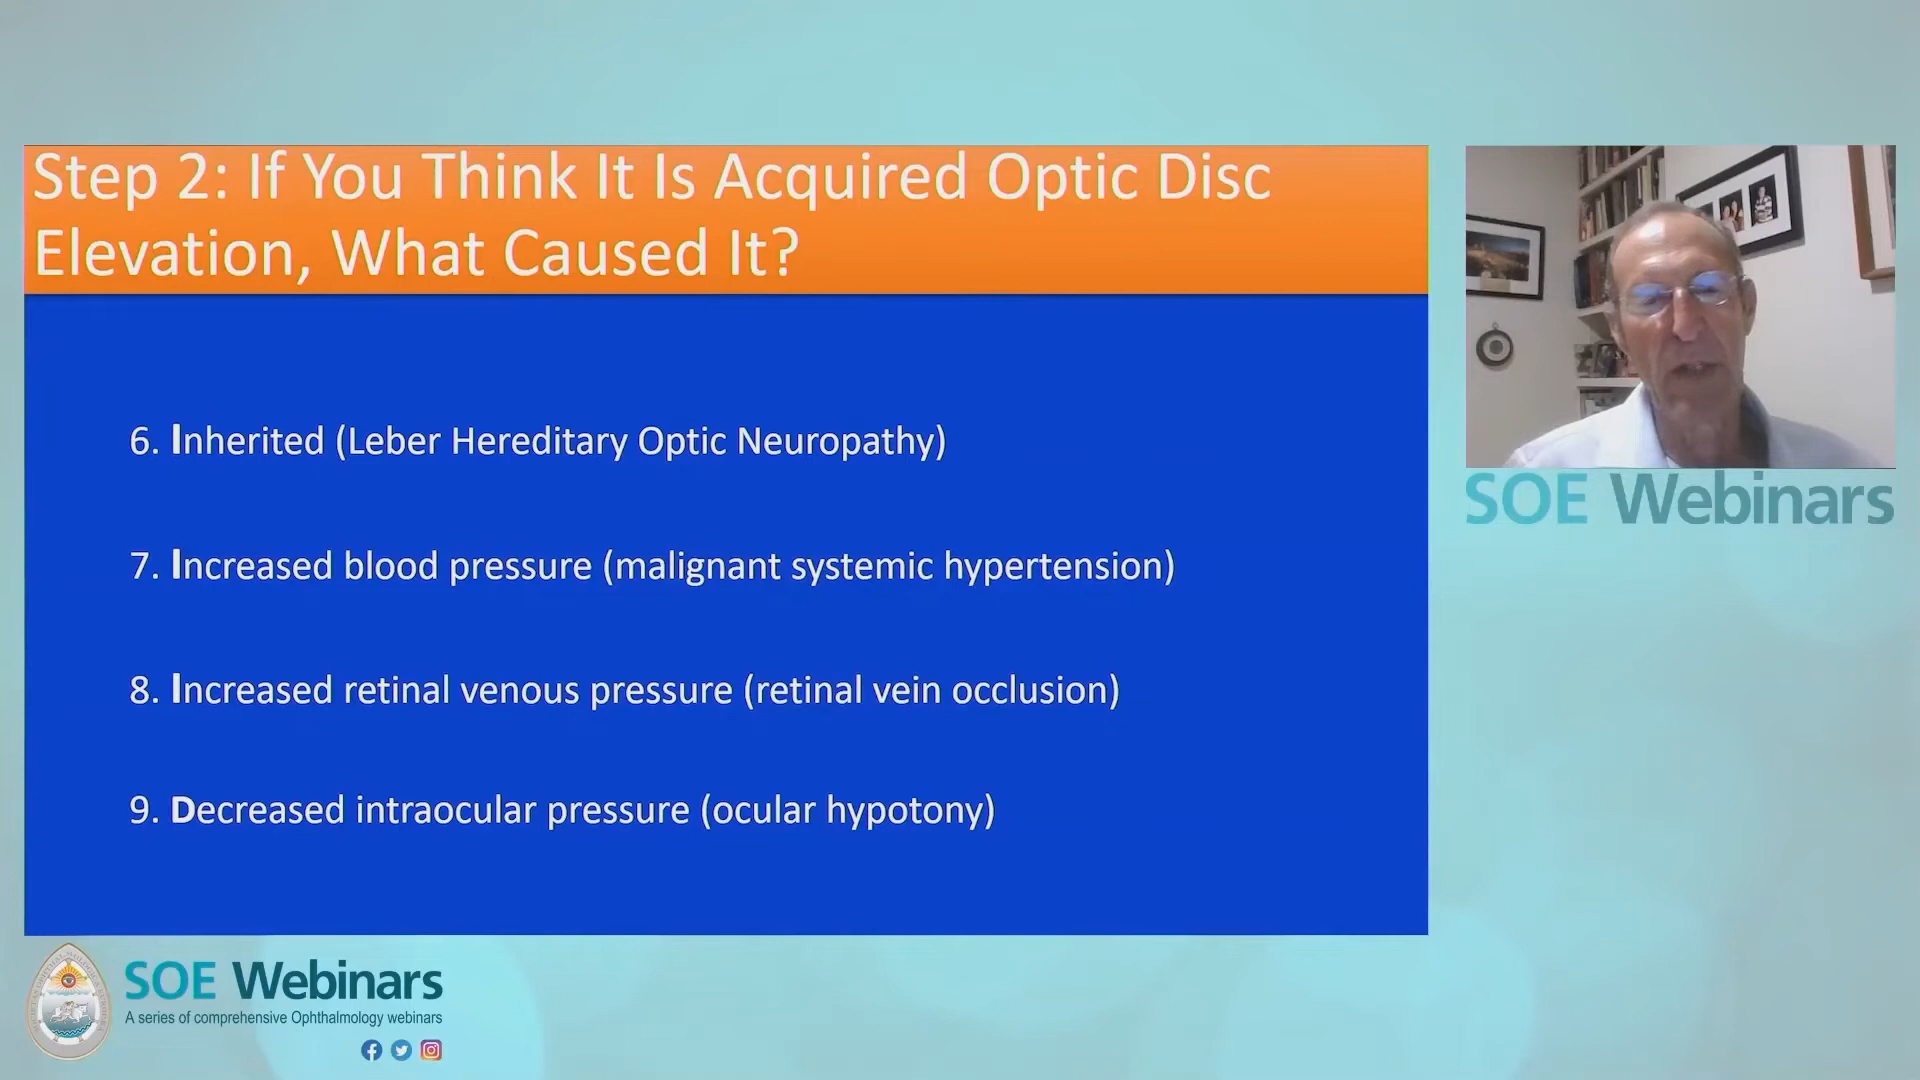 Step 2: If You Think It Is Acquired Optic Disc
Elevation, What Caused It?
6. Inherited (Leber Hereditary Optic Neuropathy)
7. Increased blood pressure (malignant systemic hypertension)
8. Increased retinal venous pressure (retinal vein occlusion)
9. Decreased intraocular pressure (ocular hypotony)
SOE Webinars
SOE Webinars
A series of comprehensive Ophthalmology webinars